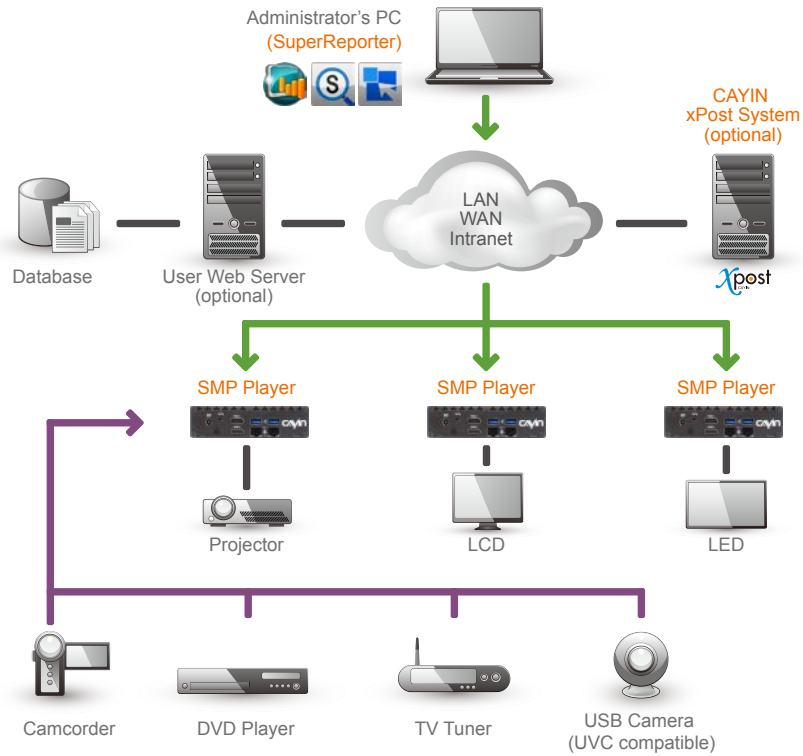 Administrator's PC
(SuperReporter)
S
CAYIN
xPost System
(optional)
LAN
WAN
Intranet
Database
User Web Server
(optional)
Xpost
CAYIN
SMP Player
SMP Player
SMP Player
CAYIN
CAYIN
CAYIN
Projector
LCD
LED
Camcorder
DVD Player
TV Tuner
USB Camera
(UVC compatible)